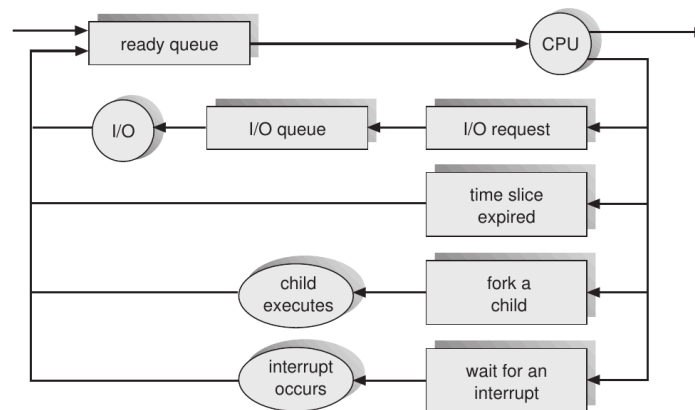 ready queue
CPU
I/O
I/O queue
I/O request
time slice
expired
child
executes
fork a
child
interrupt
occurs
wait for an
interrupt